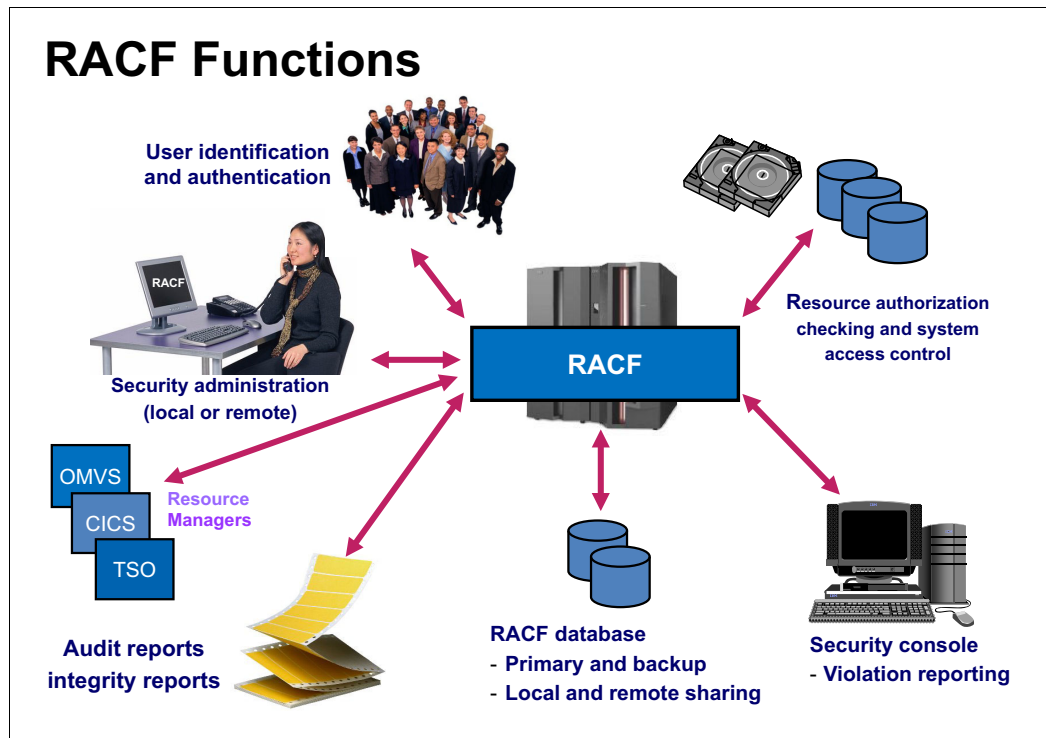 RACF Functions
User identification
and authentication
RACF
Security administration
(local or remote)
RACF
Resource authorization
checking and system
access control
OMVS
CICS
TSO
Resource
Managers
Audit reports
integrity reports
RACF database
- Primary and backup
- Local and remote sharing
Security console
- Violation reporting